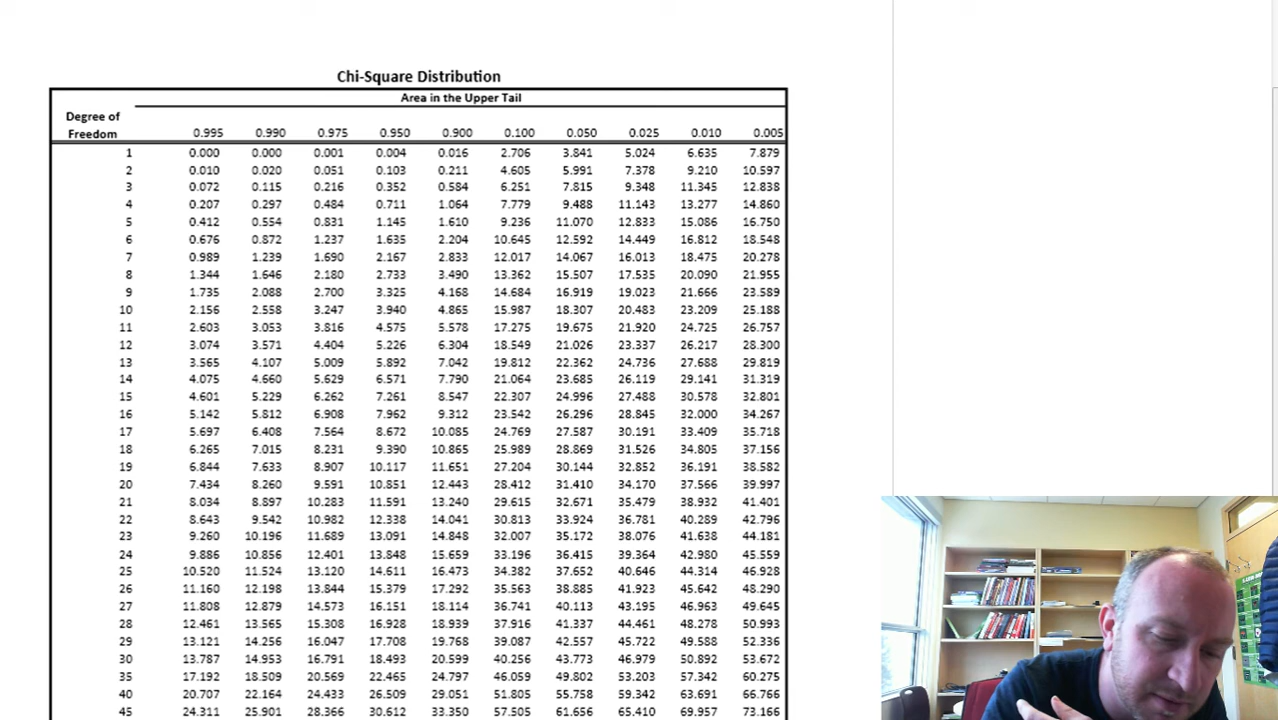 Chi-Square Distribution
Area in the Upper Tail
Degree of
Freedom 0.995 0.990 0.975 0.950 0.900 0.100 0.050 0.025 0.010 0.005
1 0.000 0.000 0.001 0.004 0.016 2.706 3.841 5.024 6.635 7.879
2 0.010 0.020 0.051 0.103 0.211 4.605 5.991 7.378 9.210 10.597
3 0.072 0.115 0.216 0.352 0.584 6.251 7.815 9.348 11.345 12.838
4 0.207 0.297 0.484 0.711 1.064 7.779 9.488 11.143 13.277 14.860
5 0.412 0.554 0.831 1.145 1.610 9.236 11.070 12.833 15.086 16.750
6 0.676 0.872 1.237 1.635 2.204 10.645 12.592 14.449 16.812 18.548
7 0.989 1.239 1.690 2.167 2.833 12.017 14.067 16.013 18.475 20.278
8 1.344 1.646 2.180 2.733 3.490 13.362 15.507 17.535 20.090 21.955
9 1.735 2.088 2.700 3.325 4.168 14.684 16.919 19.023 21.666 23.589
10 2.156 2.558 3.247 3.940 4.865 15.987 18.307 20.483 23.209 25.188
11 2.603 3.053 3.816 4.575 5.578 17.275 19.675 21.920 24.725 26.757
12 3.074 3.571 4.404 5.226 6.304 18.549 21.026 23.337 26.217 28.300
13 3.565 4.107 5.009 5.892 7.042 19.812 22.362 24.736 27.688 29.819
14 4.075 4.660 5.629 6.571 7.790 21.064 23.685 26.119 29.141 31.319
15 4.601 5.229 6.262 7.261 8.547 22.307 24.996 27.488 30.578 32.801
16 5.142 5.812 6.908 7.962 9.312 23.542 26.296 28.845 32.000 34.267
17 5.697 6.408 7.564 8.672 10.085 24.769 27.587 30.191 33.409 35.718
18 6.265 7.015 8.231 9.390 10.865 25.989 28.869 31.526 34.805 37.156
19 6.844 7.633 8.907 10.117 11.651 27.204 30.144 32.852 36.191 38.582
20 7.434 8.260 9.591 10.851 12.443 28.412 31.410 34.170 37.566 39.997
21 8.034 8.897 10.283 11.591 13.240 29.615 32.671 35.479 38.932 41.401
22 8.643 9.542 10.982 12.338 14.041 30.813 33.924 36.781 40.289 42.796
23 9.260 10.196 11.689 13.091 14.848 32.007 35.172 38.076 41.638 44.181
24 9.886 10.856 12.401 13.848 15.659 33.196 36.415 39.364 42.980 45.559
25 10.520 11.524 13.120 14.611 16.473 34.382 37.652 40.646 44.314 46.928
26 11.160 12.198 13.844 15.379 17.292 35.563 38.885 41.923 45.642 48.290
27 11.808 12.879 14.573 16.151 18.114 36.741 40.113 43.195 46.963 49.645
28 12.461 13.565 15.308 16.928 18.939 37.916 41.337 44.461 48.278 50.993
29 13.121 14.256 16.047 17.708 19.768 39.087 42.557 45.722 49.588 52.336
30 13.787 14.953 16.791 18.493 20.599 40.256 43.773 46.979 50.892 53.672
35 17.192 18.509 20.569 22.465 24.797 46.059 49.802 53.203 57.342 60.275
40 20.707 22.164 24.433 26.509 29.051 51.805 55.758 59.342 63.691 66.766
45 24.311 25.901 28.366 30.612 33.350 57.505 61.656 65.410 69.957 73.166